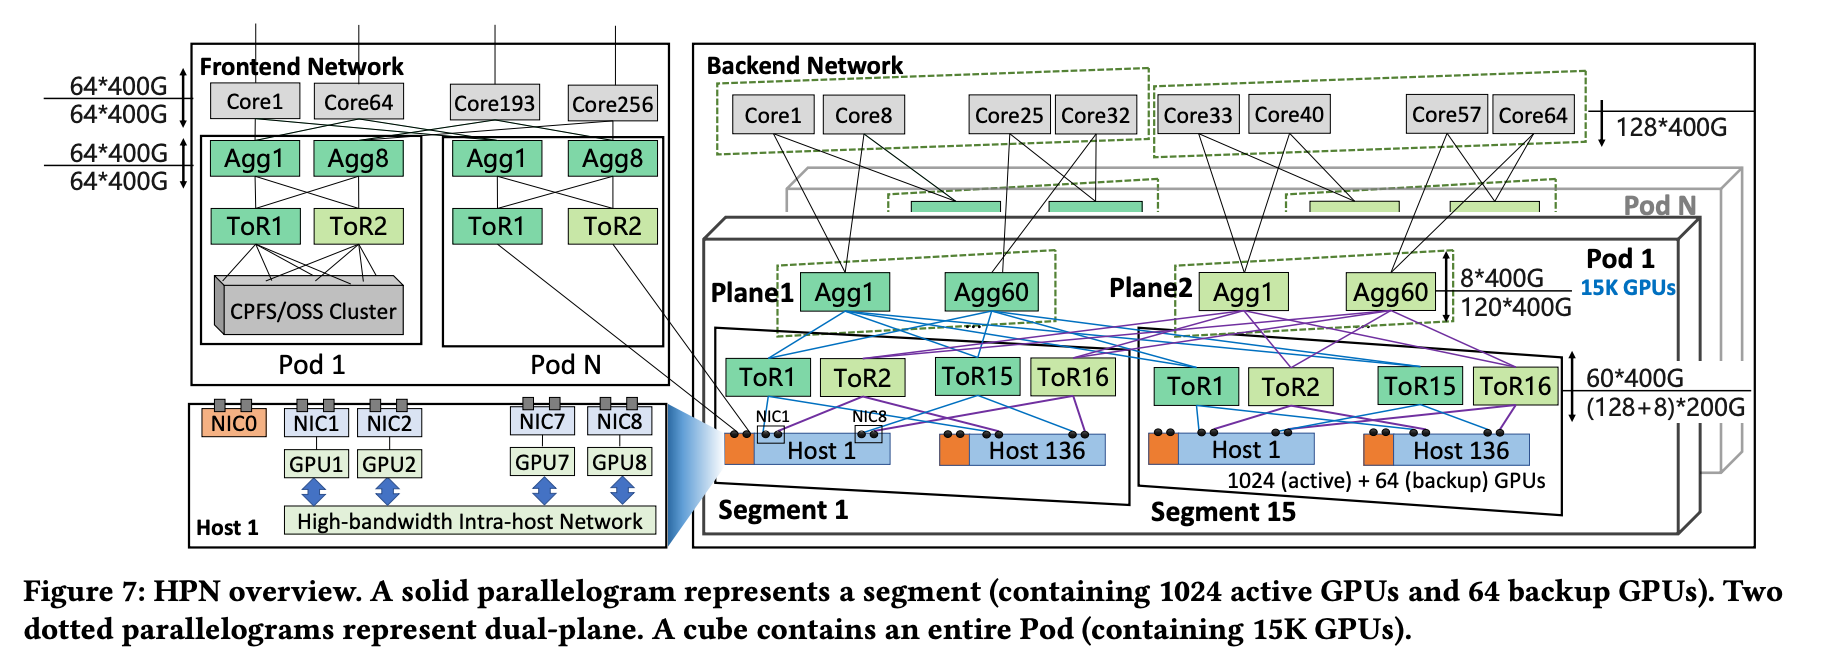 Frontend Network
64*400G
64*400G
Core1
Core64
Core193
Core256
64*400G
64*400G
Agg1
Agg8
Agg1
Agg8
ToR1
ToR2
ToR1
ToR2
CPFS/OSS Cluster
Pod 1
Pod N
NIC0
NIC1
NIC2
NIC7
NIC8
GPU1
GPU2
GPU7
GPU8
Host 1
High-bandwidth Intra-host Network
Backend Network
Core1
Core8
Core25
Core32
Core33
Core40
Core57
Core64
128*400G
Pod N
Pod 1
15K GPUs
Plane1
Agg1
Agg60
Plane2
Agg1
Agg60
8*400G
120*400G
...
ToR1
ToR2
ToR15
ToR16
ToR1
ToR2
ToR15
ToR16
60*400G
(128+8)*200G
NIC1
NIC8
Host 1
Host 136
Host 1
Host 136
1024 (active) + 64 (backup) GPUs
Segment 1
Segment 15
Figure 7: HPN overview. A solid parallelogram represents a segment (containing 1024 active GPUs and 64 backup GPUs). Two
dotted parallelograms represent dual-plane. A cube contains an entire Pod (containing 15K GPUs).